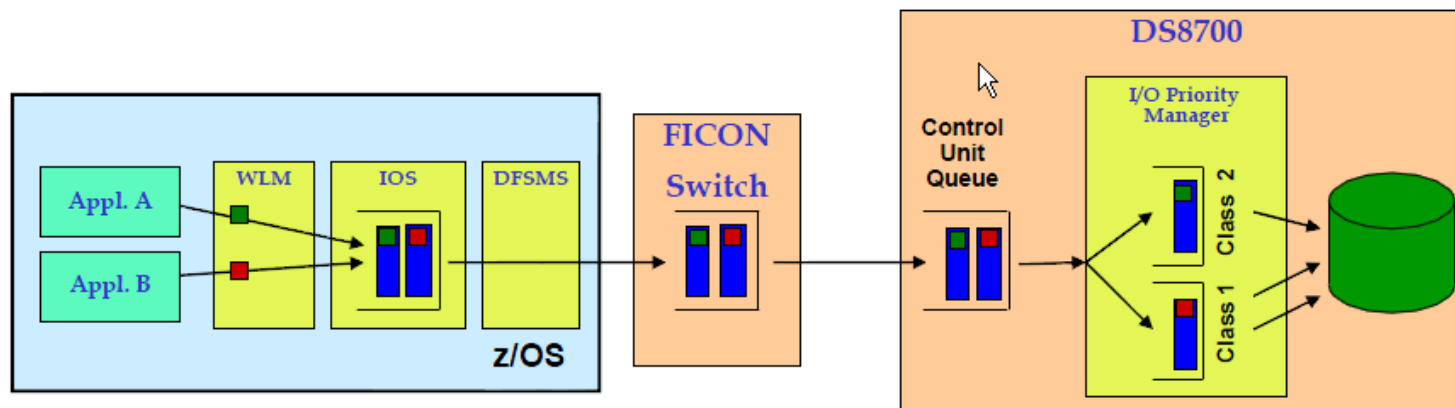 DS8700
I/O Priority
Manager
FICON
Switch
Control
Unit
Queue
WLM
IOS
DFSMS
Appl. A
Appl. B
Class 2
Class 1
z/OS